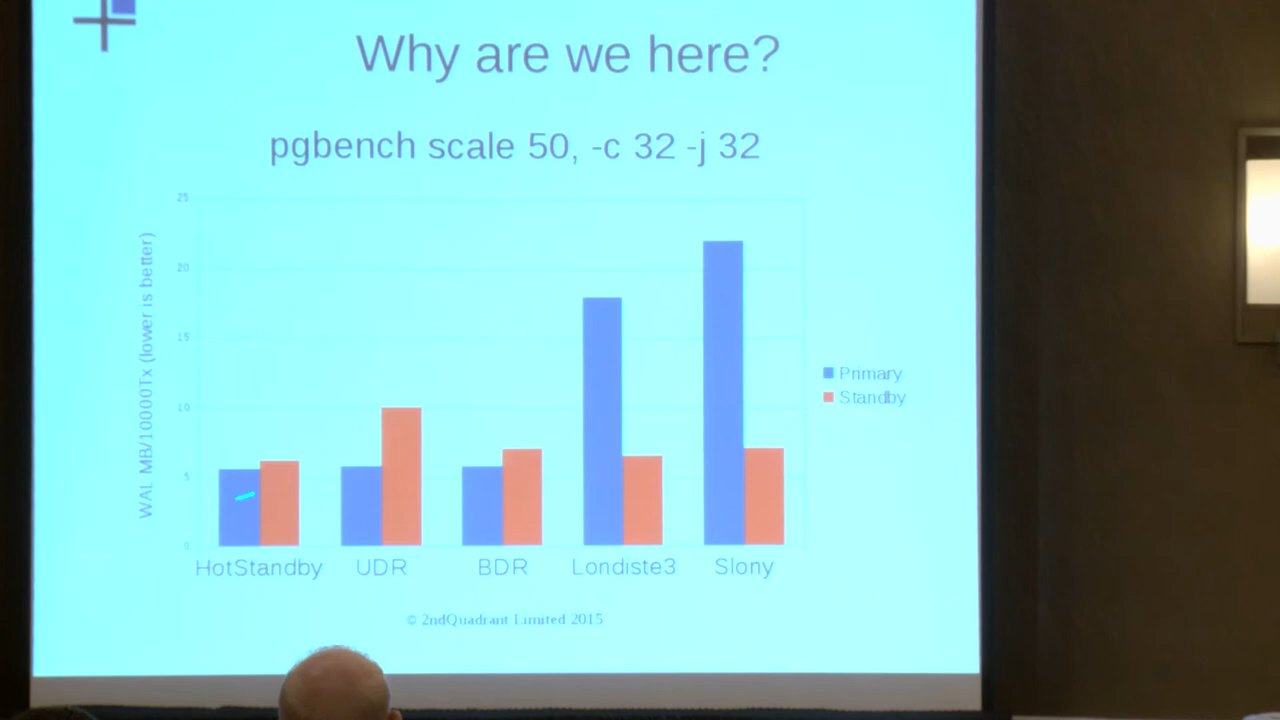 Why are we here?
pgbench scale 50, -c 32 -j 32
WAL MB/10000Tx (lower is better)
25
20
15
10
5
0
Primary
Standby
HotStandby UDR BDR Londiste3 Slony
© 2ndQuadrant Limited 2015